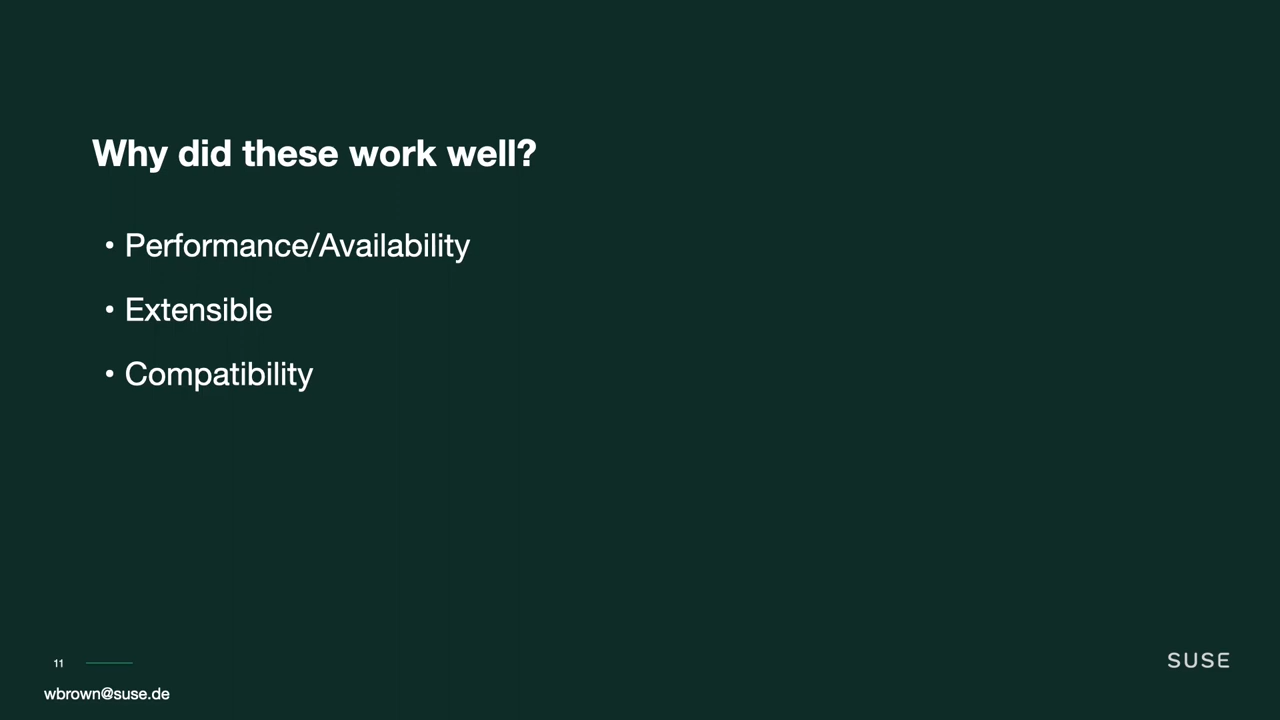 Why did these work well?
• Performance/Availability
• Extensible
• Compatibility
11
SUSE
wbrown@suse.de